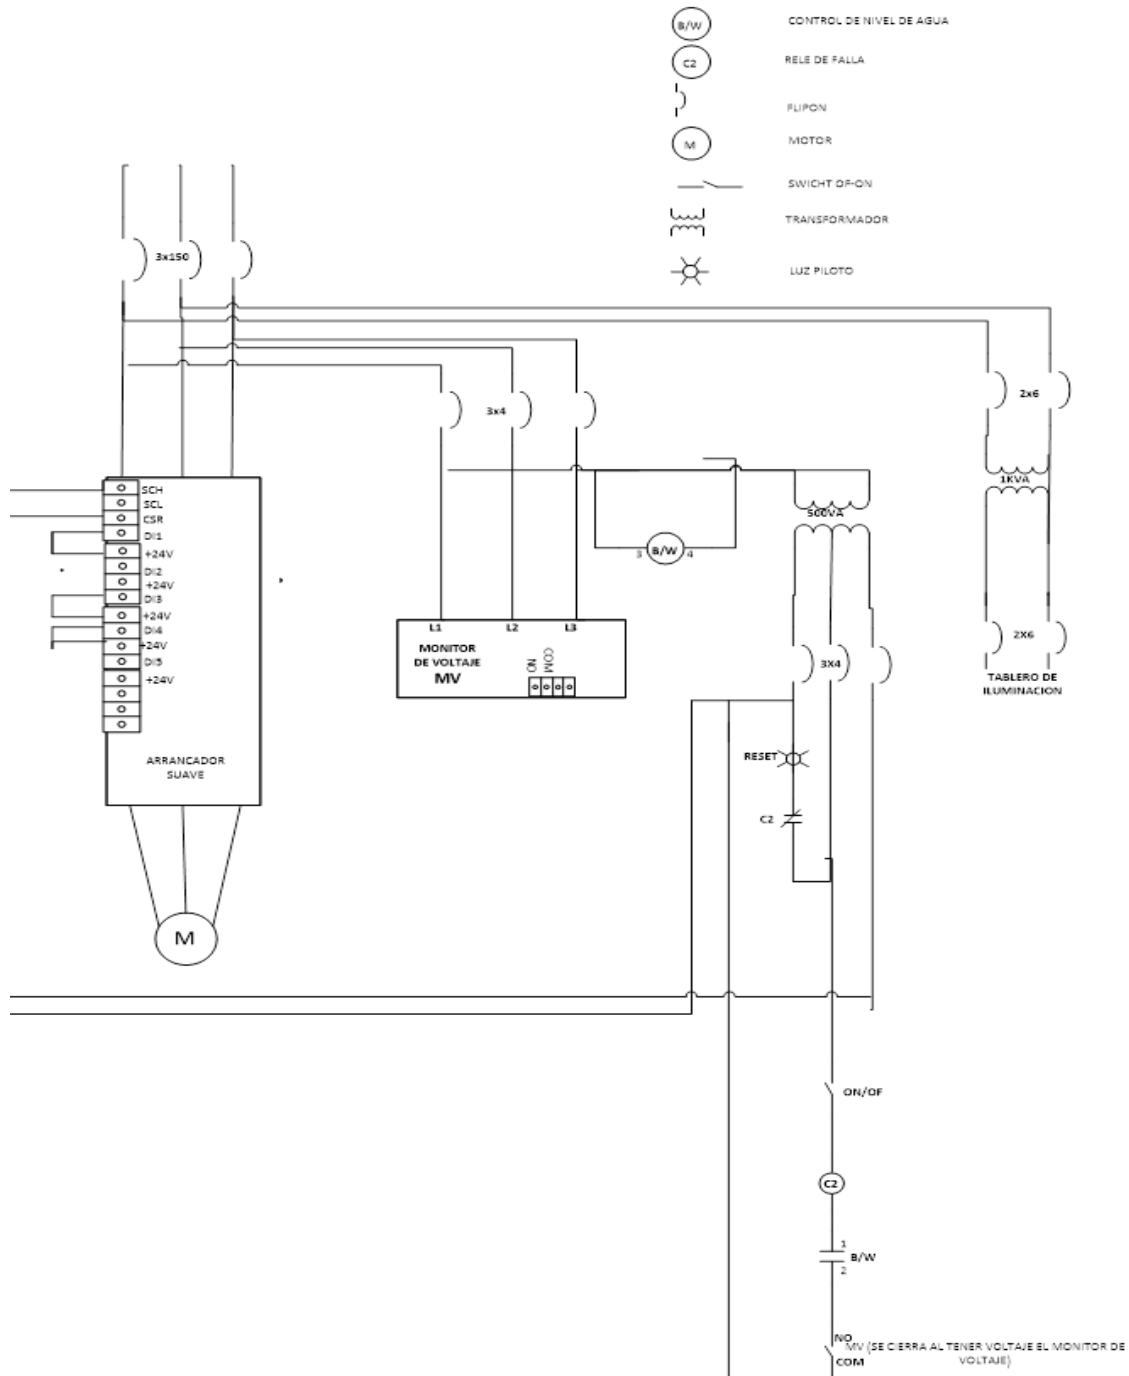 B/W CONTROL DE NIVEL DE AGUA
C2 RELE DE FALLA
FLIPON
M MOTOR
SWICHT OF-ON
TRANSFORMADOR
LUZ PILOTO
3x150
2x6
3x4
1KVA
SCH
SCL
CSR
DI1
+24V
DI2
+24V
DI3
+24V
DI4
+24V
DI5
+24V
500VA
3 B/W 4
L1 L2 L3
MONITOR
DE VOLTAJE
MV
NO
COM
3X4
2X6
TABLERO DE
ILUMINACION
RESET
ARRANCADOR
SUAVE
C2
M
ON/OF
C2
1
B/W
2
NO
MV (SE CIERRA AL TENER VOLTAJE EL MONITOR DE
VOLTAJE)
COM